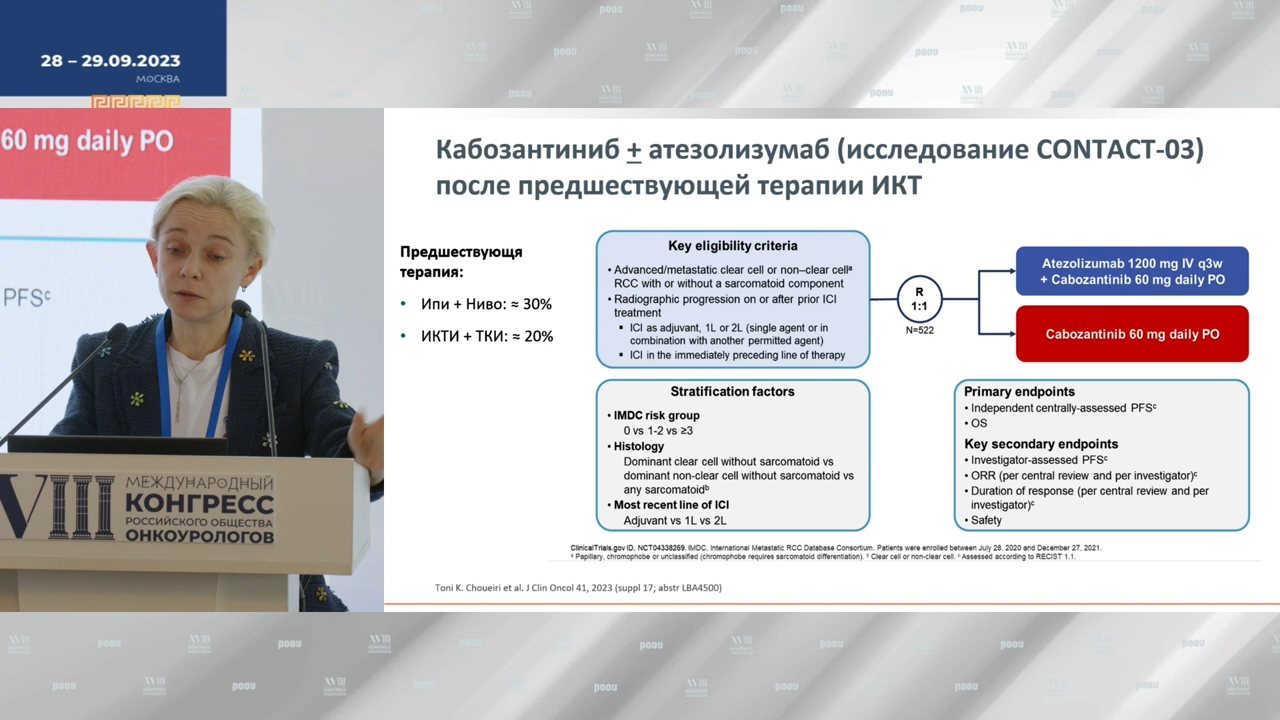 28 – 29.09.2023
МОСКВА
60 mg daily PO
PFSᶜ
XVIII
МЕЖДУНАРОДНЫЙ
КОНГРЕСС
РОССИЙСКОГО ОБЩЕСТВА
ОНКОУРОЛОГОВ
Кабозантиниб + атезолизумаб (исследование CONTACT-03)
после предшествующей терапии ИКТ
Предшествующя
терапия:
• Ипи + Ниво: ≈ 30%
• ИКТИ + ТКИ: ≈ 20%
Key eligibility criteria
• Advanced/metastatic clear cell or non–clear cellª
RCC with or without a sarcomatoid component
• Radiographic progression on or after prior ICI
treatment
▪ ICI as adjuvant, 1L or 2L (single agent or in
combination with another permitted agent)
▪ ICI in the immediately preceding line of therapy
R
1:1
N=522
Atezolizumab 1200 mg IV q3w
+ Cabozantinib 60 mg daily PO
Cabozantinib 60 mg daily PO
Stratification factors
• IMDC risk group
0 vs 1-2 vs ≥3
• Histology
Dominant clear cell without sarcomatoid vs
dominant non-clear cell without sarcomatoid vs
any sarcomatoidᵇ
• Most recent line of ICI
Adjuvant vs 1L vs 2L
Primary endpoints
• Independent centrally-assessed PFSᶜ
• OS
Key secondary endpoints
• Investigator-assessed PFSᶜ
• ORR (per central review and per investigator)ᶜ
• Duration of response (per central review and per
investigator)ᶜ
• Safety
ClinicalTrials.gov ID, NCT04338269. IMDC, International Metastatic RCC Database Consortium. Patients were enrolled between July 28, 2020 and December 27, 2021.
ª Papillary, chromophobe or unclassified (chromophobe requires sarcomatoid differentiation). ᵇ Clear cell or non-clear cell. ᶜ Assessed according to RECIST 1.1.
Toni K. Choueiri et al. J Clin Oncol 41, 2023 (suppl 17; abstr LBA4500)